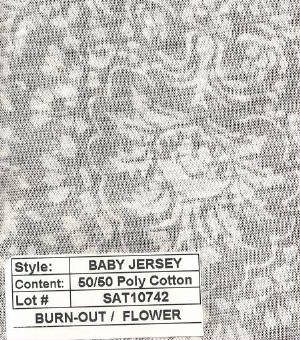 Style: BABY JERSEY
Content: 50/50 Poly Cotton
Lot # SAT10742
BURN-OUT / FLOWER